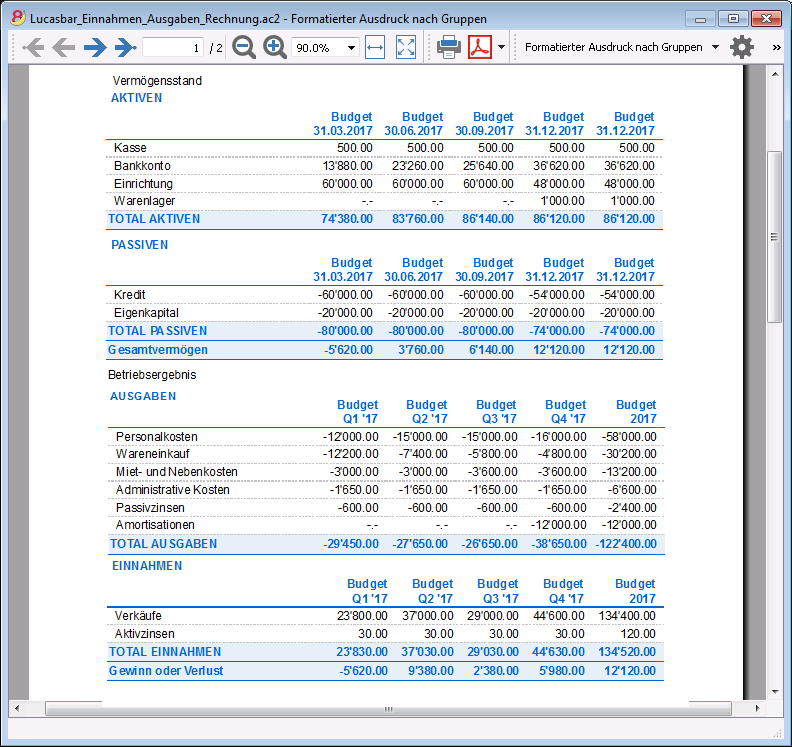 Lucasbar_Einnahmen_Ausgaben_Rechnung.ac2 - Formatierter Ausdruck nach Gruppen
1 / 2 90.0% Formatierter Ausdruck nach Gruppen »
Vermögensstand
AKTIVEN
Budget Budget Budget Budget Budget
31.03.2017 30.06.2017 30.09.2017 31.12.2017 31.12.2017
Kasse 500.00 500.00 500.00 500.00 500.00
Bankkonto 13'880.00 23'260.00 25'640.00 36'620.00 36'620.00
Einrichtung 60'000.00 60'000.00 60'000.00 48'000.00 48'000.00
Warenlager -.- -.- -.- 1'000.00 1'000.00
TOTAL AKTIVEN 74'380.00 83'760.00 86'140.00 86'120.00 86'120.00
PASSIVEN
Budget Budget Budget Budget Budget
31.03.2017 30.06.2017 30.09.2017 31.12.2017 31.12.2017
Kredit -60'000.00 -60'000.00 -60'000.00 -54'000.00 -54'000.00
Eigenkapital -20'000.00 -20'000.00 -20'000.00 -20'000.00 -20'000.00
TOTAL PASSIVEN -80'000.00 -80'000.00 -80'000.00 -74'000.00 -74'000.00
Gesamtvermögen -5'620.00 3'760.00 6'140.00 12'120.00 12'120.00
Betriebsergebnis
AUSGABEN
Budget Budget Budget Budget Budget
Q1 '17 Q2 '17 Q3 '17 Q4 '17 2017
Personalkosten -12'000.00 -15'000.00 -15'000.00 -16'000.00 -58'000.00
Wareneinkauf -12'200.00 -7'400.00 -5'800.00 -4'800.00 -30'200.00
Miet- und Nebenkosten -3'000.00 -3'000.00 -3'600.00 -3'600.00 -13'200.00
Administrative Kosten -1'650.00 -1'650.00 -1'650.00 -1'650.00 -6'600.00
Passivzinsen -600.00 -600.00 -600.00 -600.00 -2'400.00
Amortisationen -.- -.- -.- -12'000.00 -12'000.00
TOTAL AUSGABEN -29'450.00 -27'650.00 -26'650.00 -38'650.00 -122'400.00
EINNAHMEN
Budget Budget Budget Budget Budget
Q1 '17 Q2 '17 Q3 '17 Q4 '17 2017
Verkäufe 23'800.00 37'000.00 29'000.00 44'600.00 134'400.00
Aktivzinsen 30.00 30.00 30.00 30.00 120.00
TOTAL EINNAHMEN 23'830.00 37'030.00 29'030.00 44'630.00 134'520.00
Gewinn oder Verlust -5'620.00 9'380.00 2'380.00 5'980.00 12'120.00